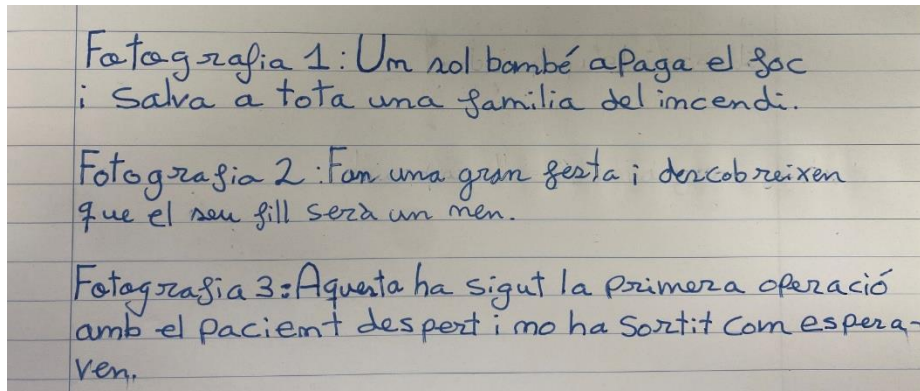 Fotografia 1: Un sol bombé apaga el foc
i salva a tota una familia del incendi.
Fotografia 2: Fan una gran festa i descobreixen
que el seu fill serà un nen.
Fotografia 3: Aquesta ha sigut la primera operació
amb el pacient despert i no ha sortit com espera-
ven.